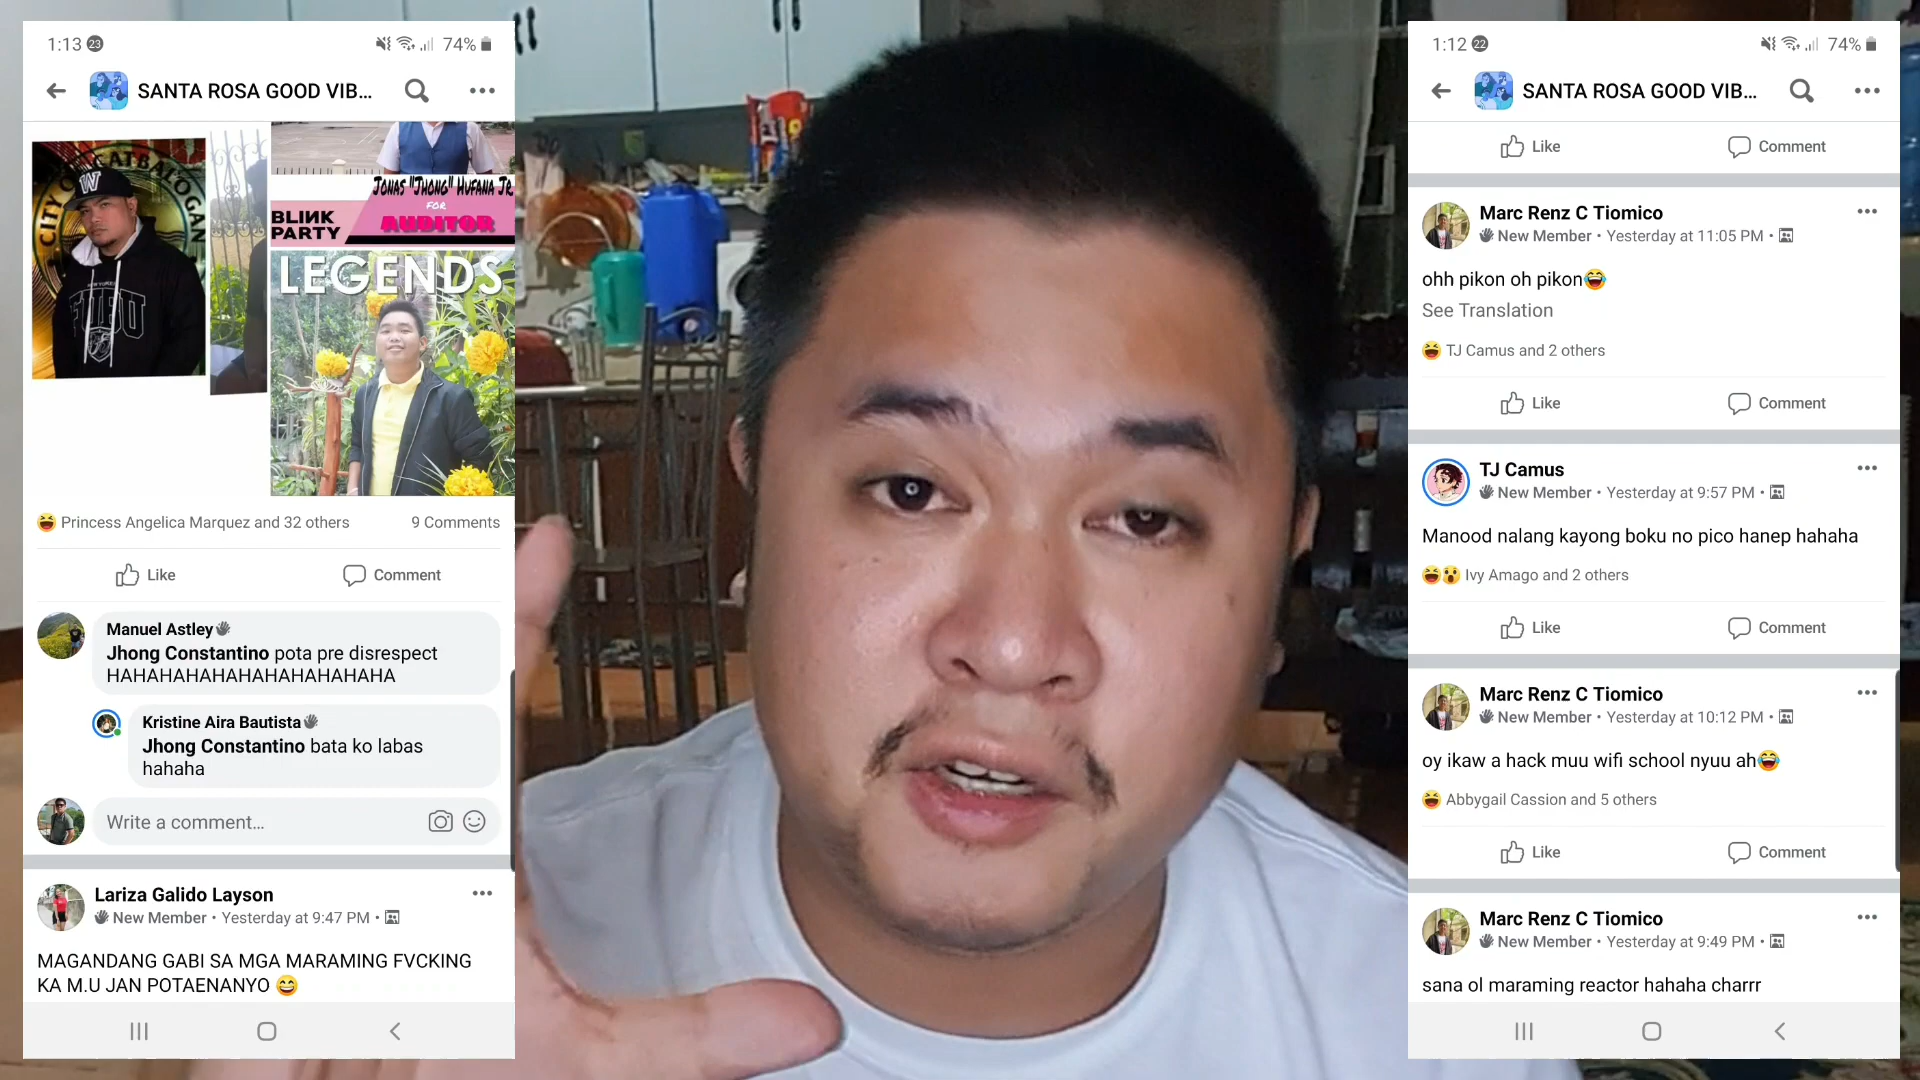 1:13 23
74%
SANTA ROSA GOOD VIB...
CITY OF CATBALOGAN
W
FUBU
JONAS "JHONG" HUFANA JR
FOR
BLINK
PARTY
AUDITOR
LEGENDS
Princess Angelica Marquez and 32 others
9 Comments
Like
Comment
Manuel Astley
Jhong Constantino pota pre disrespect
HAHAHAHAHAHAHAHAHAHAHA
Kristine Aira Bautista
Jhong Constantino bata ko labas
hahaha
Write a comment...
Lariza Galido Layson
New Member • Yesterday at 9:47 PM •
MAGANDANG GABI SA MGA MARAMING FVCKING
KA M.U JAN POTAENANYO 😄
1:12 22
74%
SANTA ROSA GOOD VIB...
Like
Comment
Marc Renz C Tiomico
New Member • Yesterday at 11:05 PM •
ohh pikon oh pikon😂
See Translation
TJ Camus and 2 others
Like
Comment
TJ Camus
New Member • Yesterday at 9:57 PM •
Manood nalang kayong boku no pico hanep hahaha
Ivy Amago and 2 others
Like
Comment
Marc Renz C Tiomico
New Member • Yesterday at 10:12 PM •
oy ikaw a hack muu wifi school nyuu ah😂
Abbygail Cassion and 5 others
Like
Comment
Marc Renz C Tiomico
New Member • Yesterday at 9:49 PM •
sana ol maraming reactor hahaha charrr